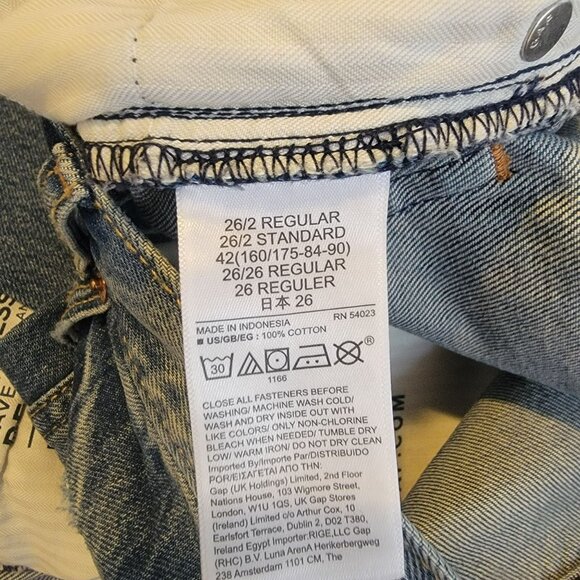 GAP
26/2 REGULAR
26/2 STANDARD
42(160/175-84-90)
26/26 REGULAR
26 REGULER
日本 26
MADE IN INDONESIA RN 54023
■ US/GB/EG : 100% COTTON
30 ®
1166
CLOSE ALL FASTENERS BEFORE
WASHING/ MACHINE WASH COLD/
WASH AND DRY INSIDE OUT WITH
LIKE COLORS/ ONLY NON-CHLORINE
BLEACH WHEN NEEDED/ TUMBLE DRY
LOW/ WARM IRON/ DO NOT DRY CLEAN
Imported By/Importe Par/ΕΙΣΑΓΕΤΑΙ ΑΠΟ ΤΗΝ:
Gap (UK Holdings) Limited, 2nd Floor
Nations House, 103 Wigmore Street,
London, W1U 1QS, UK Gap Stores
(Ireland) Limited c/o Arthur Cox, 10
Earlsfort Terrace, Dublin 2, D02 T380,
Ireland Egypt Importer:RIGE,LLC Gap
(RHC) B.V. Luna ArenA Herikerbergweg
238 Amsterdam 1101 CM, The
.COM